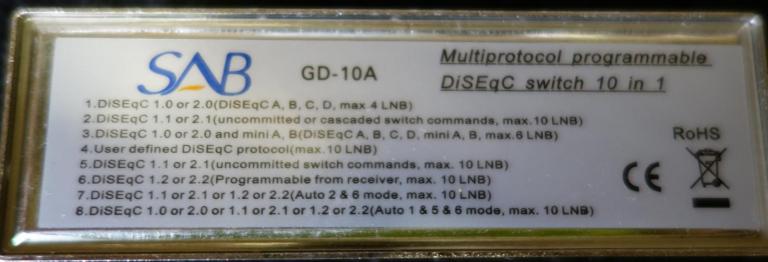 SAB
GD-10A
Multiprotocol programmable
DiSEqC switch 10 in 1
1.DiSEqC 1.0 or 2.0(DiSEqC A, B, C, D, max 4 LNB)
2.DiSEqC 1.1 or 2.1(uncommitted or cascaded switch commands, max.10 LNB)
3.DiSEqC 1.0 or 2.0 and mini A, B(DiSEqC A, B, C, D, mini A, B, max.6 LNB)
4.User defined DiSEqC protocol(max.10 LNB)
5.DiSEqC 1.1 or 2.1(uncommitted switch commands, max. 10 LNB)
6.DiSEqC 1.2 or 2.2(Programmable from receiver, max. 10 LNB)
7.DiSEqC 1.1 or 2.1 or 1.2 or 2.2(Auto 2 & 6 mode, max. 10 LNB)
8.DiSEqC 1.0 or 2.0 or 1.1 or 2.1 or 1.2 or 2.2(Auto 1 & 5 & 6 mode, max. 10 LNB)
RoHS
CE